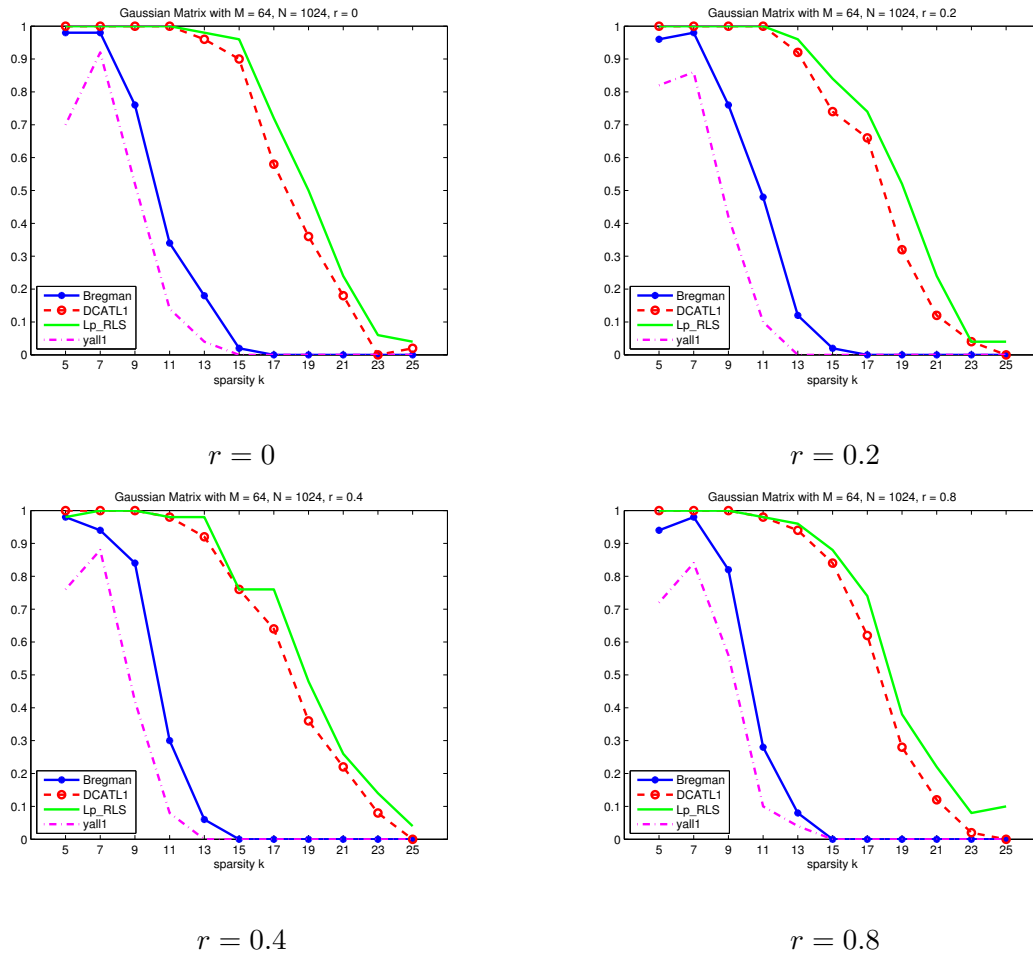 Gaussian Matrix with M = 64, N = 1024, r = 0
1
0.9
0.8
0.7
0.6
0.5
0.4
0.3
0.2
0.1
0
Bregman
DCATL1
Lp_RLS
yall1
5 7 9 11 13 15 17 19 21 23 25
sparsity k
r = 0
Gaussian Matrix with M = 64, N = 1024, r = 0.2
1
0.9
0.8
0.7
0.6
0.5
0.4
0.3
0.2
0.1
0
Bregman
DCATL1
Lp_RLS
yall1
5 7 9 11 13 15 17 19 21 23 25
sparsity k
r = 0.2
Gaussian Matrix with M = 64, N = 1024, r = 0.4
1
0.9
0.8
0.7
0.6
0.5
0.4
0.3
0.2
0.1
0
Bregman
DCATL1
Lp_RLS
yall1
5 7 9 11 13 15 17 19 21 23 25
sparsity k
r = 0.4
Gaussian Matrix with M = 64, N = 1024, r = 0.8
1
0.9
0.8
0.7
0.6
0.5
0.4
0.3
0.2
0.1
0
Bregman
DCATL1
Lp_RLS
yall1
5 7 9 11 13 15 17 19 21 23 25
sparsity k
r = 0.8